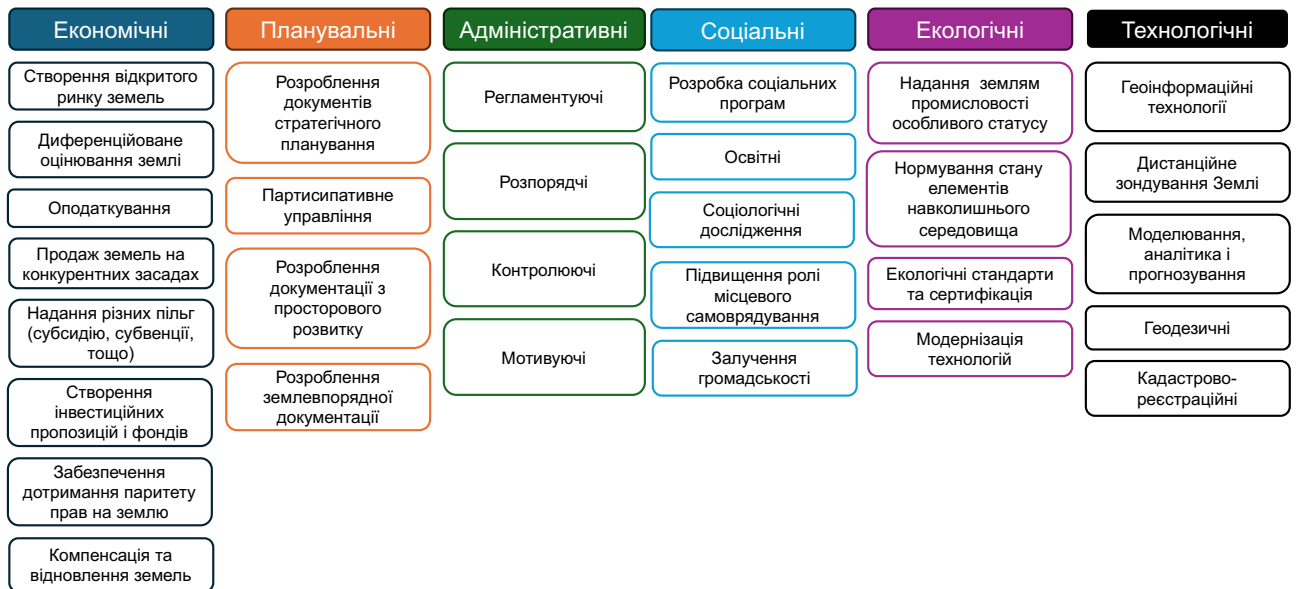 Економічні
Створення відкритого
ринку земель
Диференційоване
оцінювання землі
Оподаткування
Продаж земель на
конкурентних засадах
Надання різних пільг
(субсидію, субвенції,
тощо)
Створення
інвестиційних
пропозицій і фондів
Забезпечення
дотримання паритету
прав на землю
Компенсація та
відновлення земель
Планувальні
Розроблення
документів
стратегічного
планування
Партисипативне
управління
Розроблення
документації з
просторового
розвитку
Розроблення
землевпорядної
документації
Адміністративні
Регламентуючі
Розпорядчі
Контролюючі
Мотивуючі
Соціальні
Розробка соціальних
програм
Освітні
Соціологічні
дослідження
Підвищення ролі
місцевого
самоврядування
Залучення
громадськості
Екологічні
Надання землям
промисловості
особливого статусу
Нормування стану
елементів
навколишнього
середовища
Екологічні стандарти
та сертифікація
Модернізація
технологій
Технологічні
Геоінформаційні
технології
Дистанційне
зондування Землі
Моделювання,
аналітика і
прогнозування
Геодезичні
Кадастрово-
реєстраційні